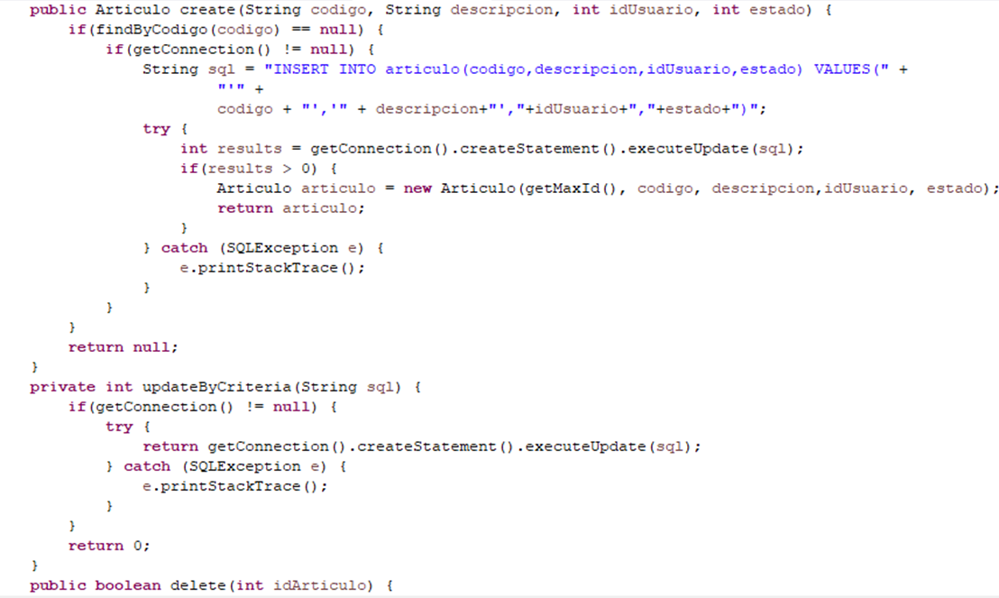 public Articulo create(String codigo, String descripcion, int idUsuario, int estado) {
if(findByCodigo(codigo) == null) {
if(getConnection() != null) {
String sql = "INSERT INTO articulo(codigo,descripcion,idUsuario,estado) VALUES(" +
"'" +
codigo + "','" + descripcion+"',"+idUsuario+","+estado+")";
try {
int results = getConnection().createStatement().executeUpdate(sql);
if(results > 0) {
Articulo articulo = new Articulo(getMaxId(), codigo, descripcion,idUsuario, estado);
return articulo;
}
} catch (SQLException e) {
e.printStackTrace();
}
}
}
return null;
}
private int updateByCriteria(String sql) {
if(getConnection() != null) {
try {
return getConnection().createStatement().executeUpdate(sql);
} catch (SQLException e) {
e.printStackTrace();
}
}
return 0;
}
public boolean delete(int idArticulo) {